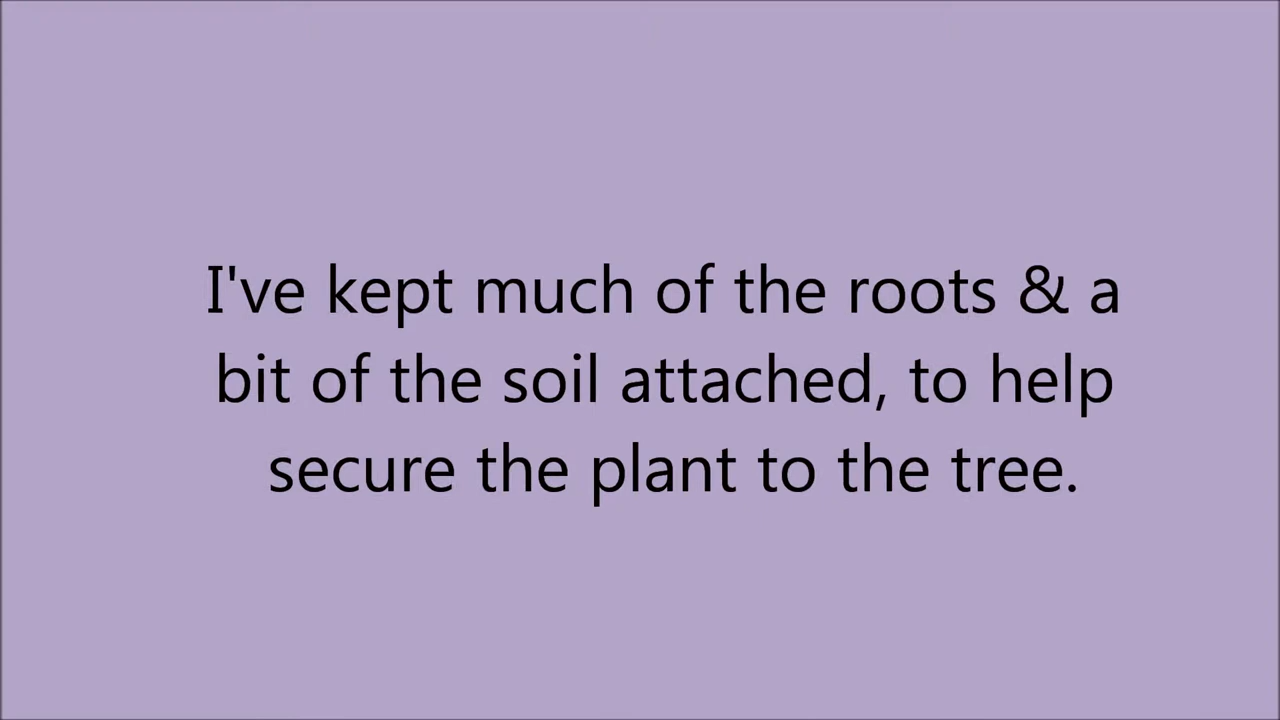 I've kept much of the roots & a
bit of the soil attached, to help
secure the plant to the tree.